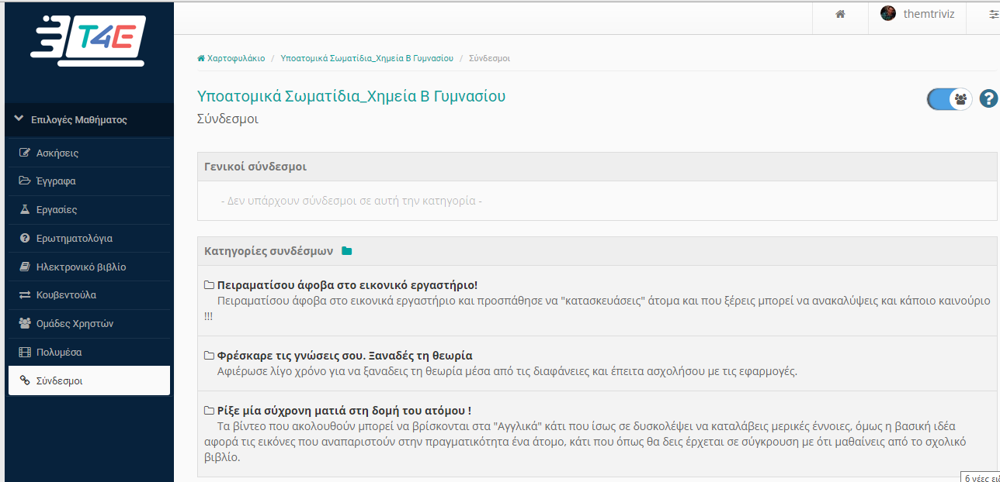 T4E
themtriviz
Χαρτοφυλάκιο / Υποατομικά Σωματίδια_Χημεία Β Γυμνασίου / Σύνδεσμοι
Υποατομικά Σωματίδια_Χημεία Β Γυμνασίου
Σύνδεσμοι
Επιλογές Μαθήματος
Ασκήσεις
Έγγραφα
Εργασίες
Ερωτηματολόγια
Ηλεκτρονικό βιβλίο
Κουβεντούλα
Ομάδες Χρηστών
Πολυμέσα
Σύνδεσμοι
Γενικοί σύνδεσμοι
- Δεν υπάρχουν σύνδεσμοι σε αυτή την κατηγορία -
Κατηγορίες συνδέσμων
Πειραματίσου άφοβα στο εικονικό εργαστήριο!
Πειραματίσου άφοβα στο εικονικά εργαστήριο και προσπάθησε να "κατασκευάσεις" άτομα και που ξέρεις μπορεί να ανακαλύψεις και κάποιο καινούριο
!!!
Φρέσκαρε τις γνώσεις σου. Ξαναδές τη θεωρία
Αφιέρωσε λίγο χρόνο για να ξαναδεις τη θεωρία μέσα από τις διαφάνειες και έπειτα ασχολήσου με τις εφαρμογές.
Ρίξε μία σύχρονη ματιά στη δομή του ατόμου !
Τα βίντεο που ακολουθούν μπορεί να βρίσκονται στα "Αγγλικά" κάτι που ίσως σε δυσκολέψει να καταλάβεις μερικές έννοιες, όμως η βασική ιδέα
αφορά τις εικόνες που αναπαριστούν στην πραγματικότητα ένα άτομο, κάτι που όπως θα δεις έρχεται σε σύγκρουση με ότι μαθαίνεις από το σχολικό
βιβλίο.
6 νέες